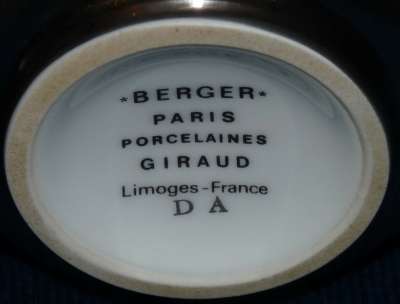 *BERGER*
PARIS
PORCELAINES
GIRAUD
Limoges-France
D A